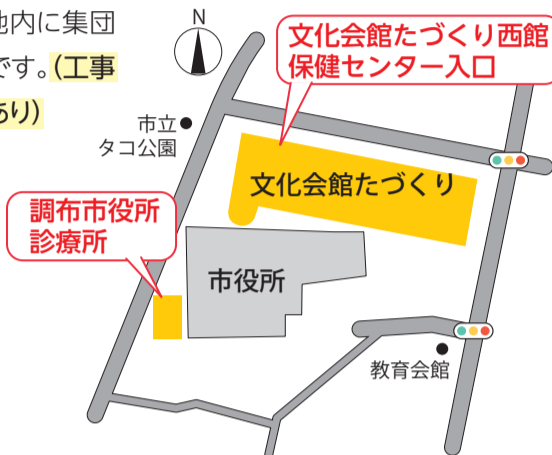 地内に集団
です。(工事
あり)
N
文化会館たづくり西館
保健センター入口
市立
タコ公園
文化会館たづくり
調布市役所
診療所
市役所
教育会館